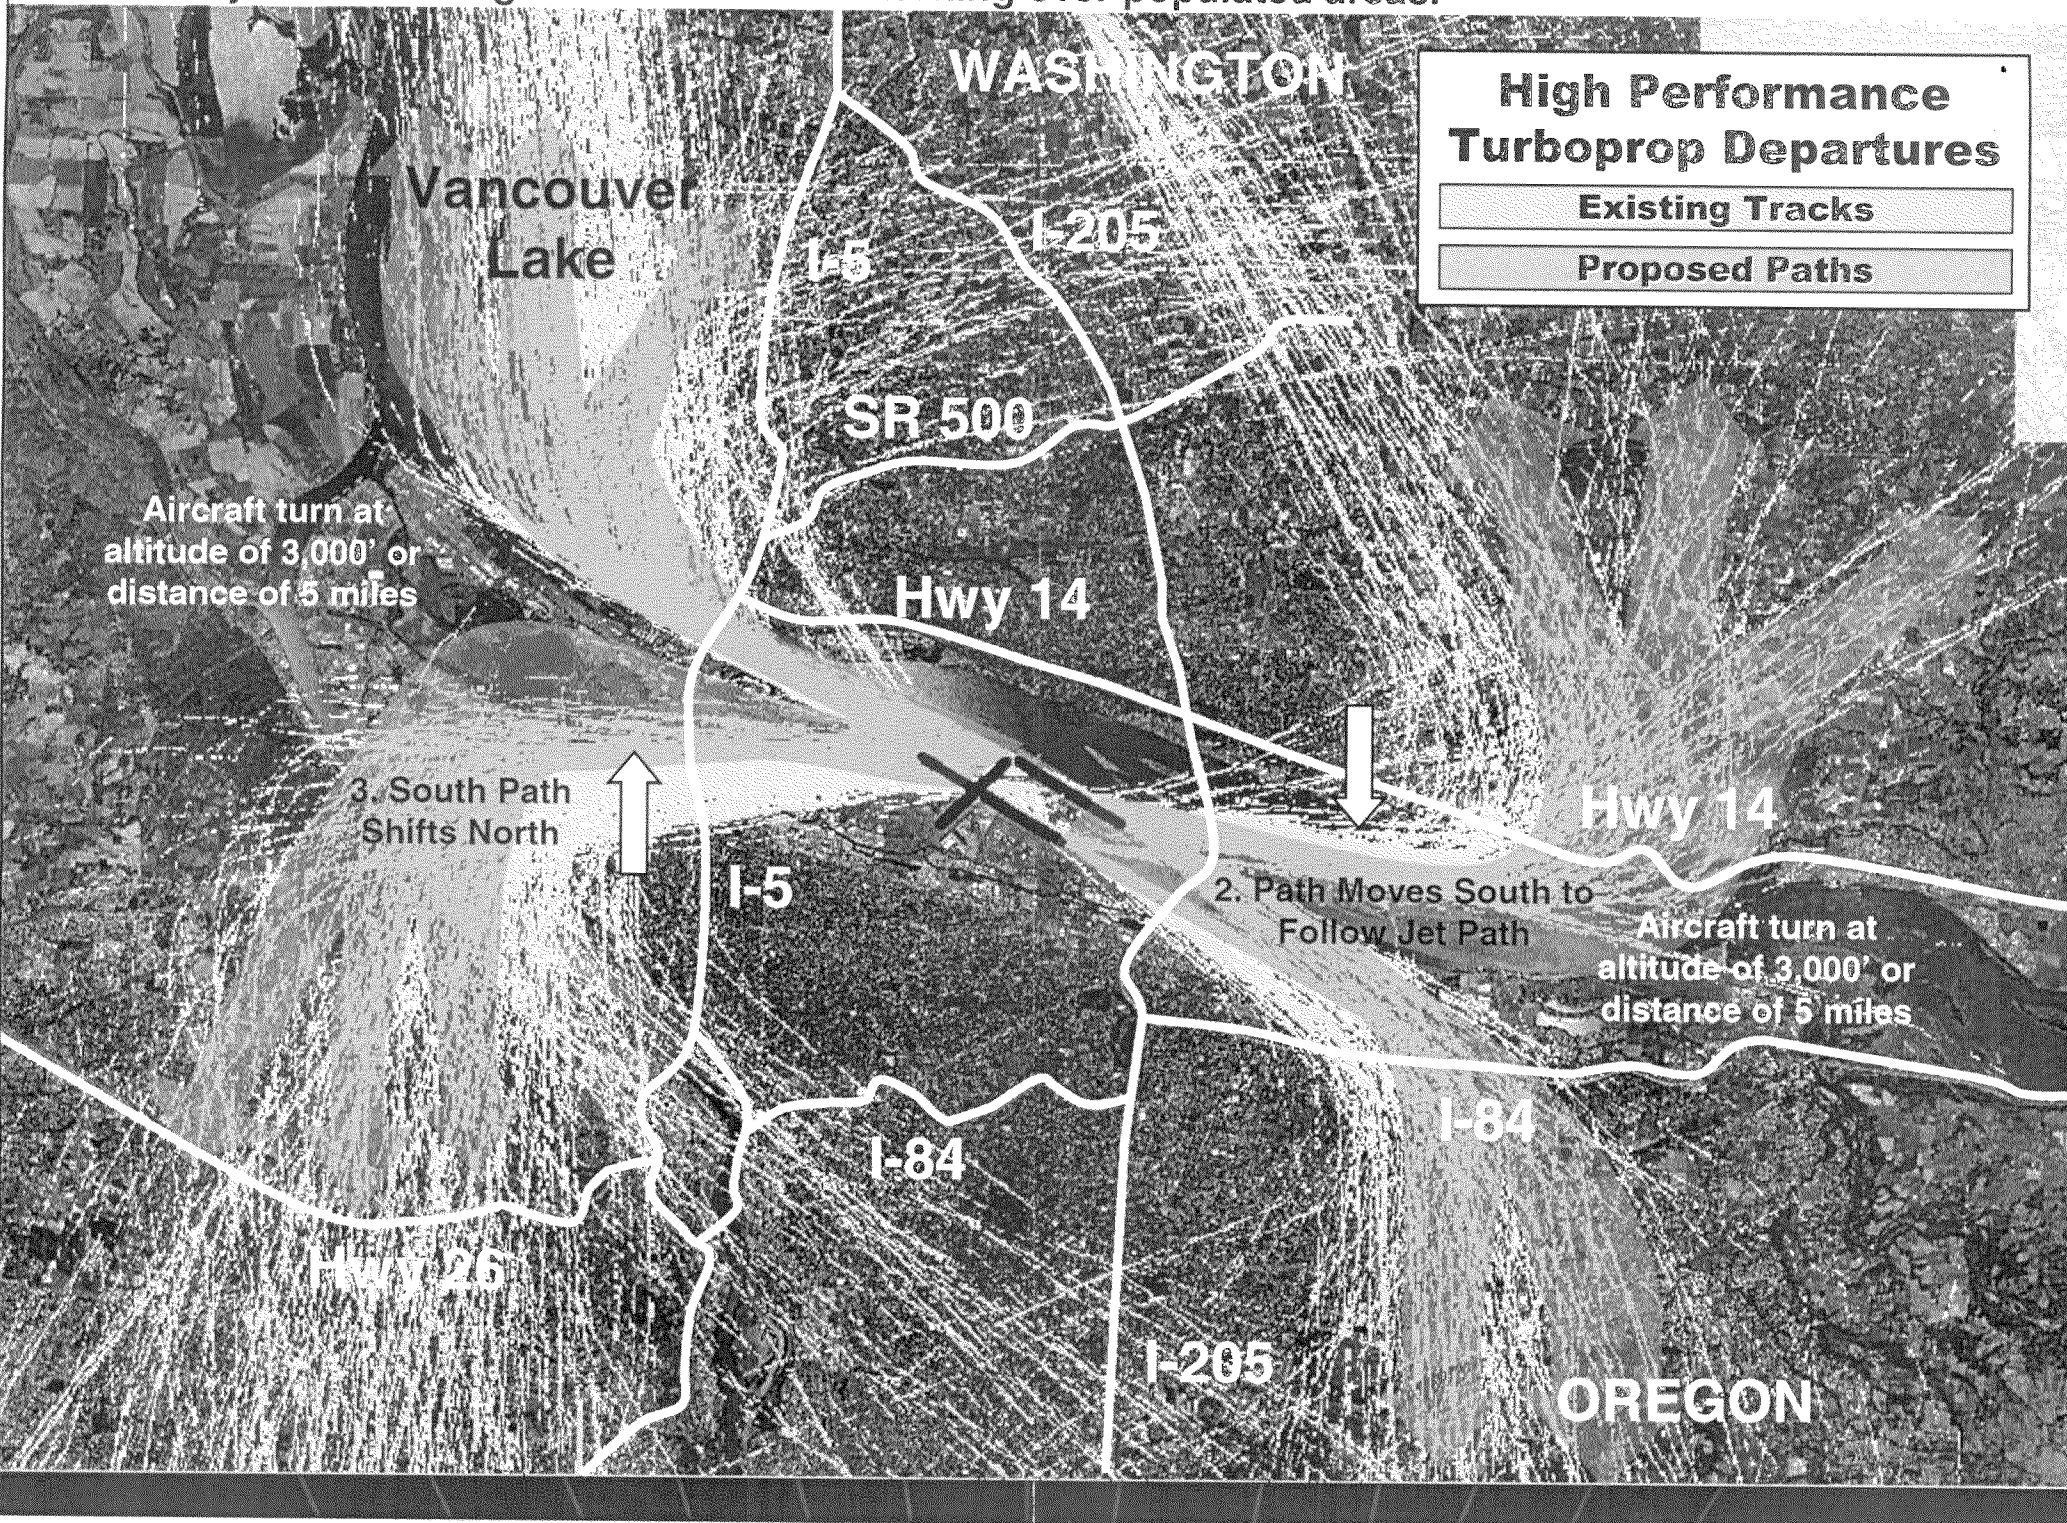 over populated areas.
WASHINGTON
High Performance
Turboprop Departures
Existing Tracks
Proposed Paths
Vancouver
Lake
I-5
I-205
SR 500
Aircraft turn at
altitude of 3,000' or
distance of 5 miles
Hwy 14
3. South Path
Shifts North
Hwy 14
I-5
2. Path Moves South to
Follow Jet Path
Aircraft turn at
altitude of 3,000' or
distance of 5 miles
I-84
I-84
Hwy 26
I-205
OREGON